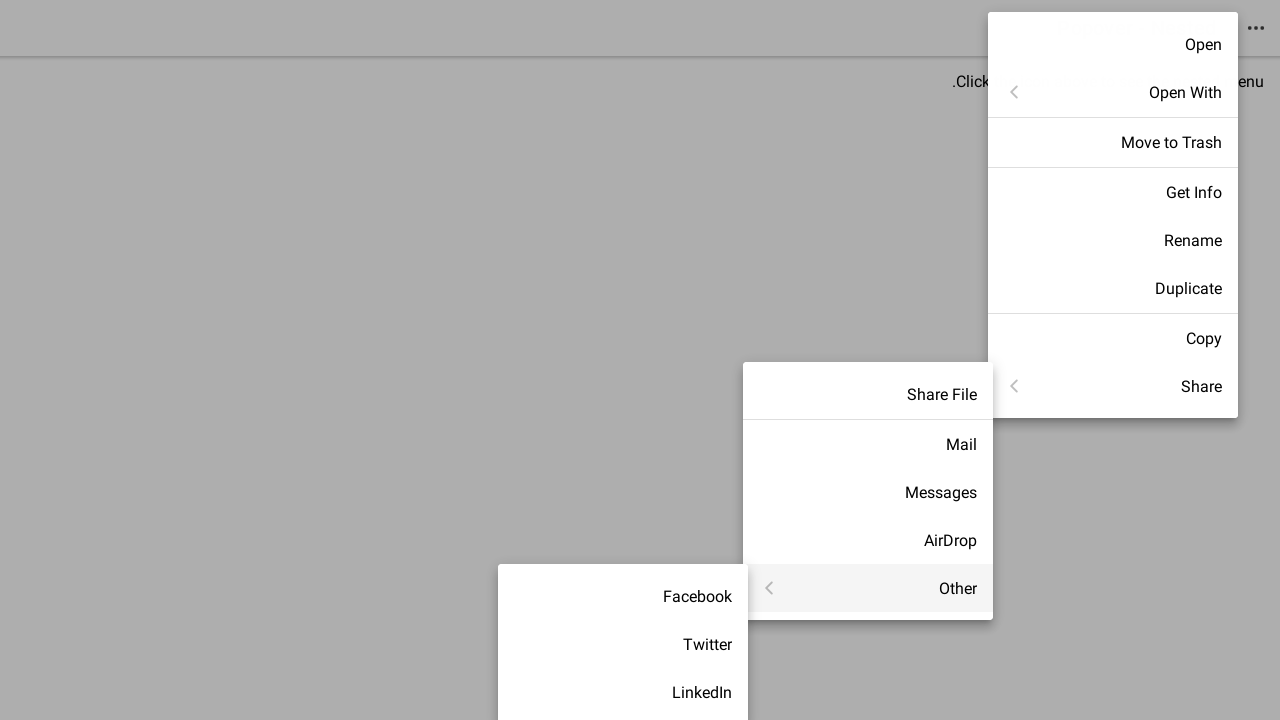 .Click
enu
Open
Open With
Move to Trash
Get Info
Rename
Duplicate
Copy
Share
Share File
Mail
Messages
AirDrop
Other
Facebook
Twitter
LinkedIn